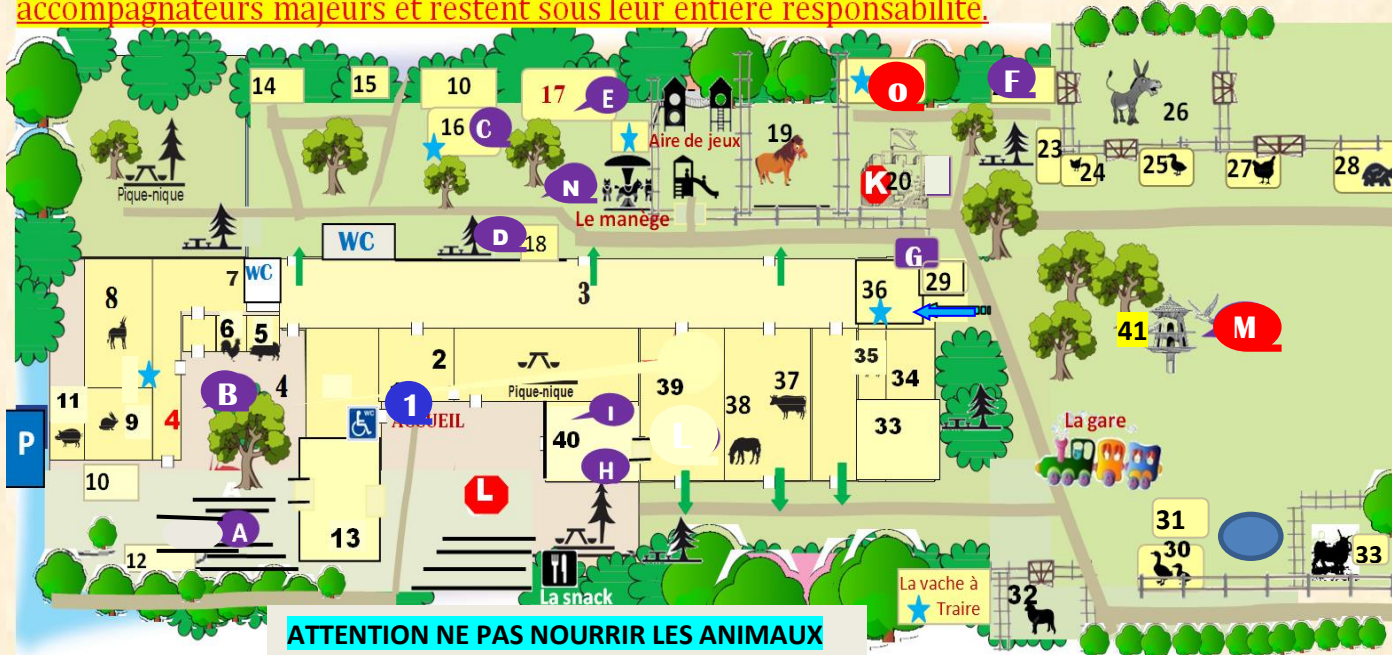 accompagnateurs majeurs et restent sous leur entière responsabilité.
14
15
10
17
E
O
F
16
C
Aire de jeux
19
26
23
24
25
27
28
K
20
Pique-nique
N
Le manège
WC
D
18
G
7
WC
3
36
29
8
41
M
6
5
2
Pique-nique
35
34
39
37
38
B
4
1
ACCUEIL
WC
I
11
9
4
40
L
33
P
La gare
H
10
L
A
13
31
12
30
33
La snack
La vache à
Traire
32
ATTENTION NE PAS NOURRIR LES ANIMAUX